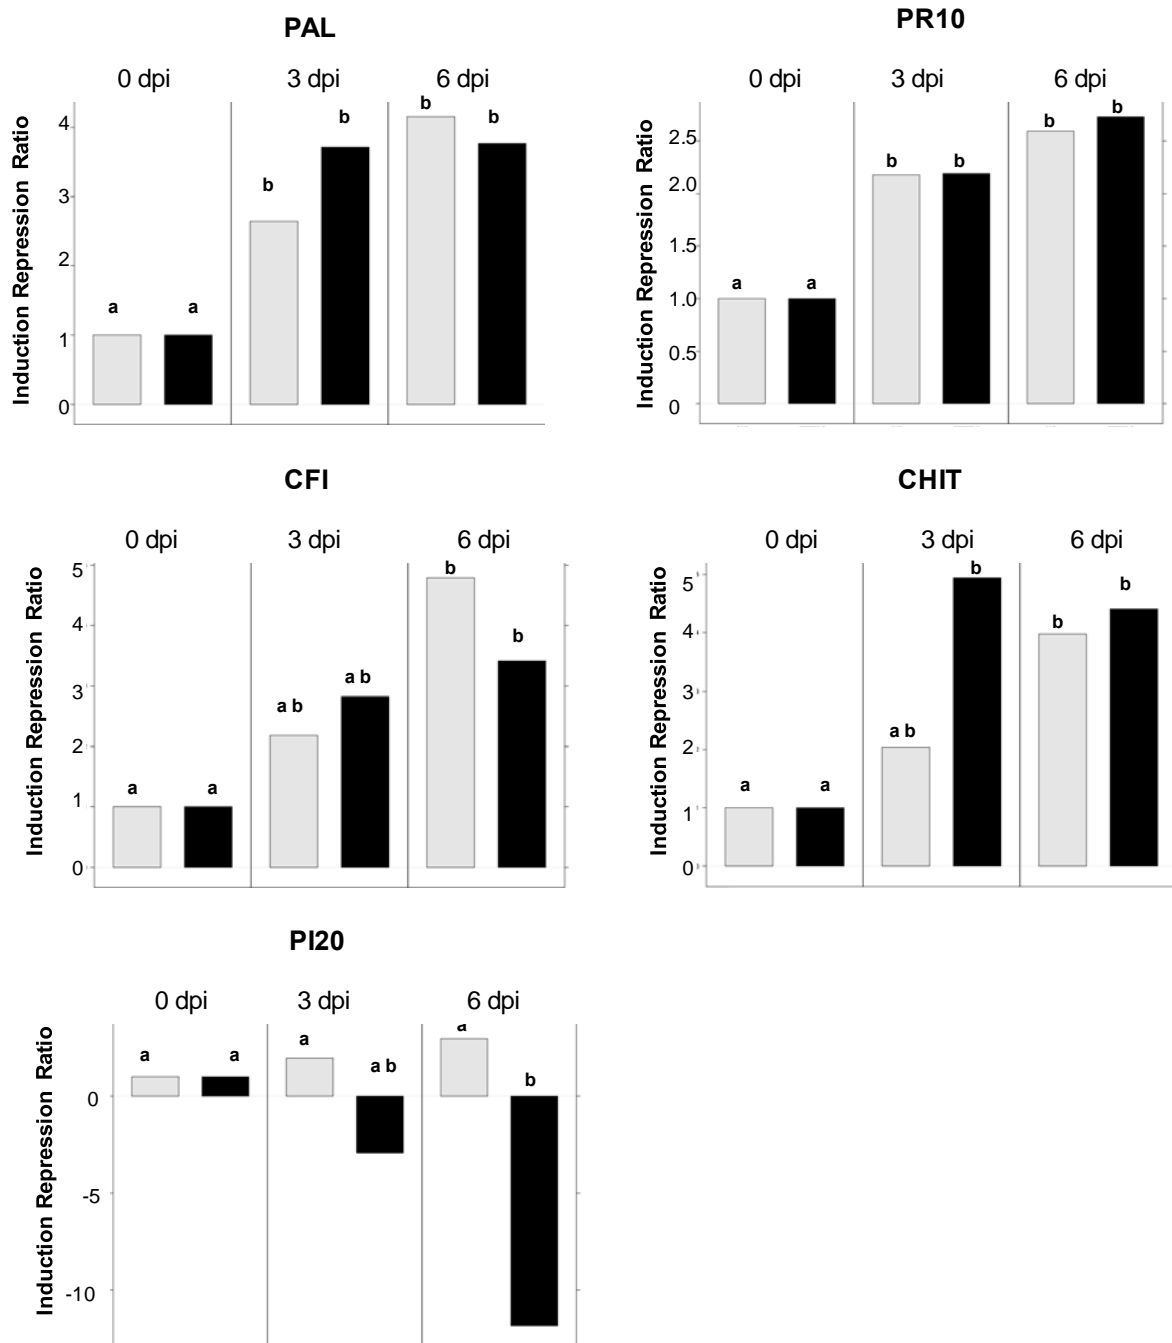 PAL
0 dpi 3 dpi 6 dpi
Induction Repression Ratio
4
3
2
1
0
a a b b b b
PR10
0 dpi 3 dpi 6 dpi
Induction Repression Ratio
2.5
2.0
1.5
1.0
0.5
0
a a b b b b
CFI
0 dpi 3 dpi 6 dpi
Induction Repression Ratio
5
4
3
2
1
0
a a a b a b b b
CHIT
0 dpi 3 dpi 6 dpi
Induction Repression Ratio
5
4
3
2
1
0
a a a b b b b
PI20
0 dpi 3 dpi 6 dpi
Induction Repression Ratio
0
-5
-10
a a a a b a b